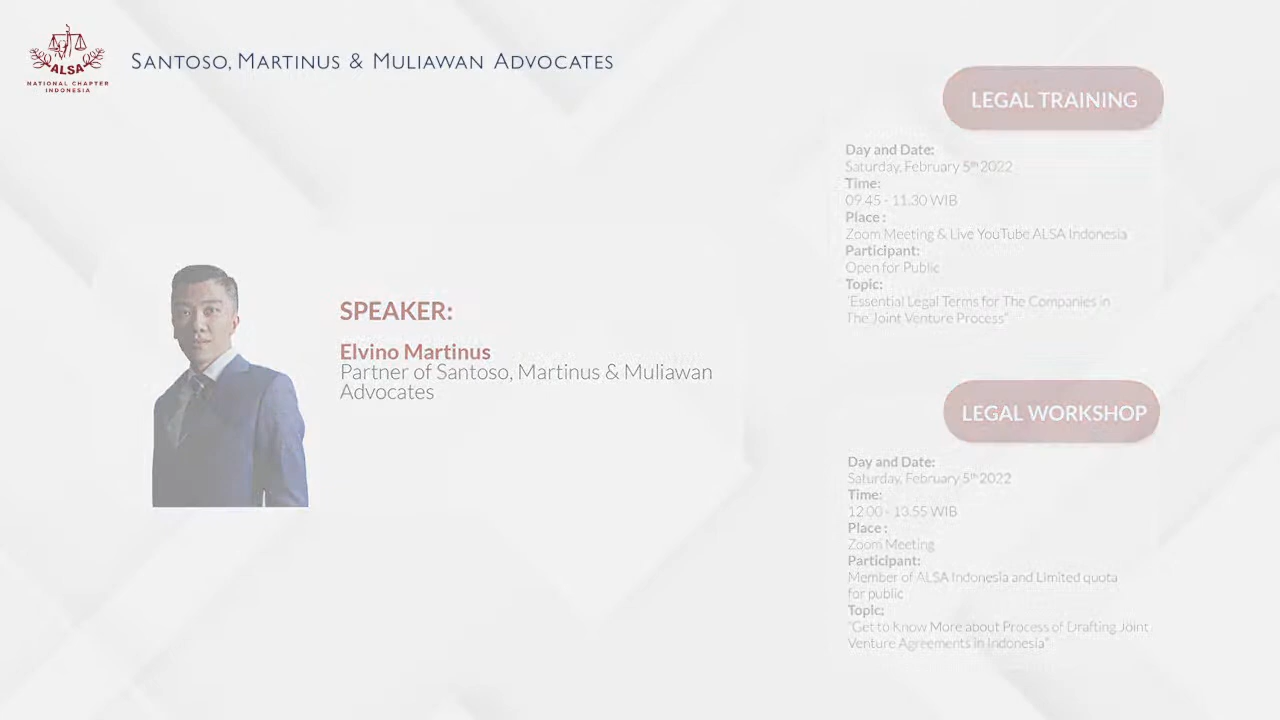 ALSA
NATIONAL CHAPTER
INDONESIA
SANTOSO, MARTINUS & MULIAWAN ADVOCATES
SPEAKER:
Elvino Martinus
Partner of Santoso, Martinus & Muliawan
Advocates
LEGAL TRAINING
Day and Date:
Saturday, February 5th 2022
Time:
09.45 - 11.30 WIB
Place :
Zoom Meeting & Live YouTube ALSA Indonesia
Participant:
Open for Public
Topic:
"Essential Legal Terms for The Companies in
The Joint Venture Process"
LEGAL WORKSHOP
Day and Date:
Saturday, February 5th 2022
Time:
12.00 - 13.55 WIB
Place :
Zoom Meeting
Participant:
Member of ALSA Indonesia and Limited quota
for public
Topic:
"Get to Know More about Process of Drafting Joint
Venture Agreements in Indonesia"